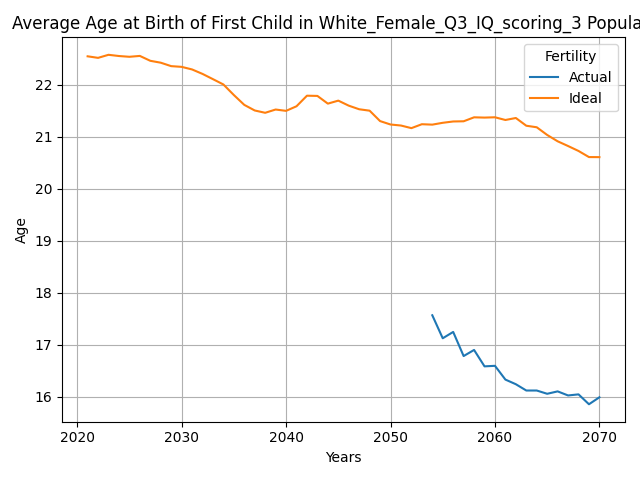 Average Age at Birth of First Child in White_Female_Q3_IQ_scoring_3 Popula
Fertility
Actual
Ideal
22
21
20
19
18
17
16
Age
2020 2030 2040 2050 2060 2070
Years